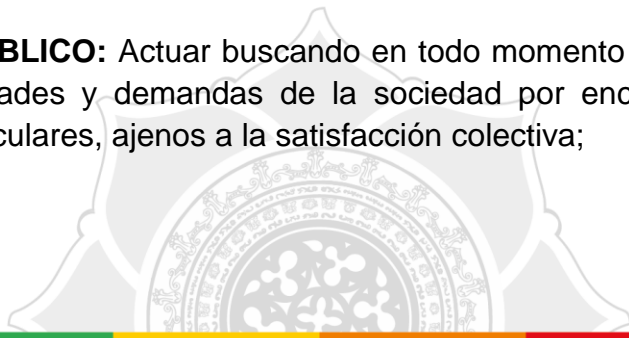 BLICO: Actuar buscando en todo momento
ades y demandas de la sociedad por enc
culares, ajenos a la satisfacción colectiva;